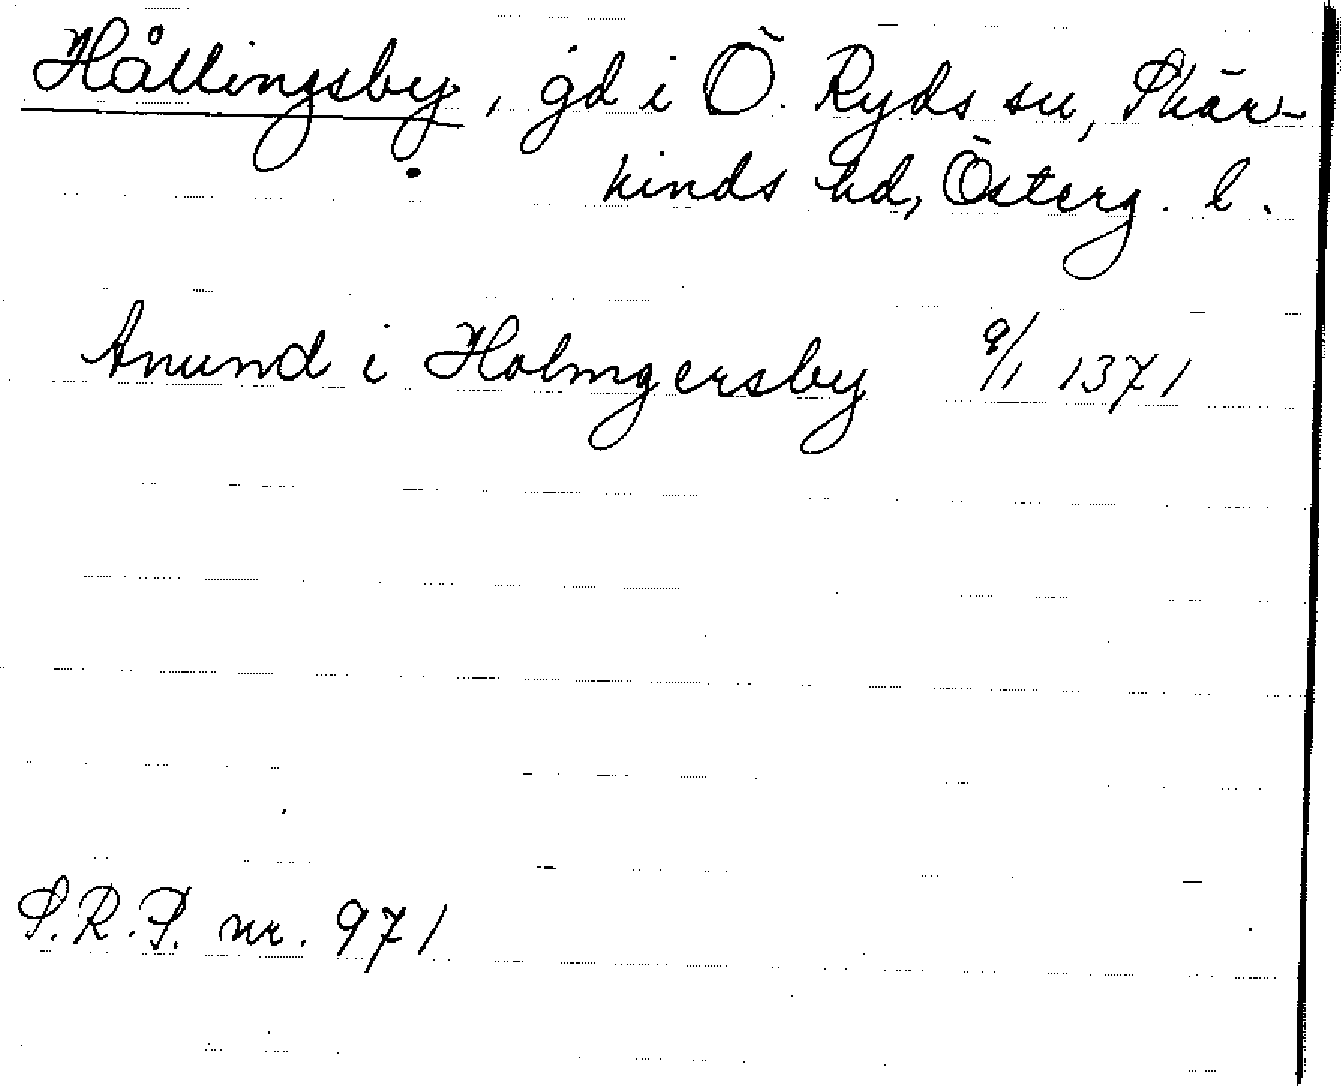 Hållingsby, gd i Ö. Ryds sn, Skär-
kinds hd, Österg. l.
Anund i Holmgersby 9/1 1371
S.R.P. nr. 971